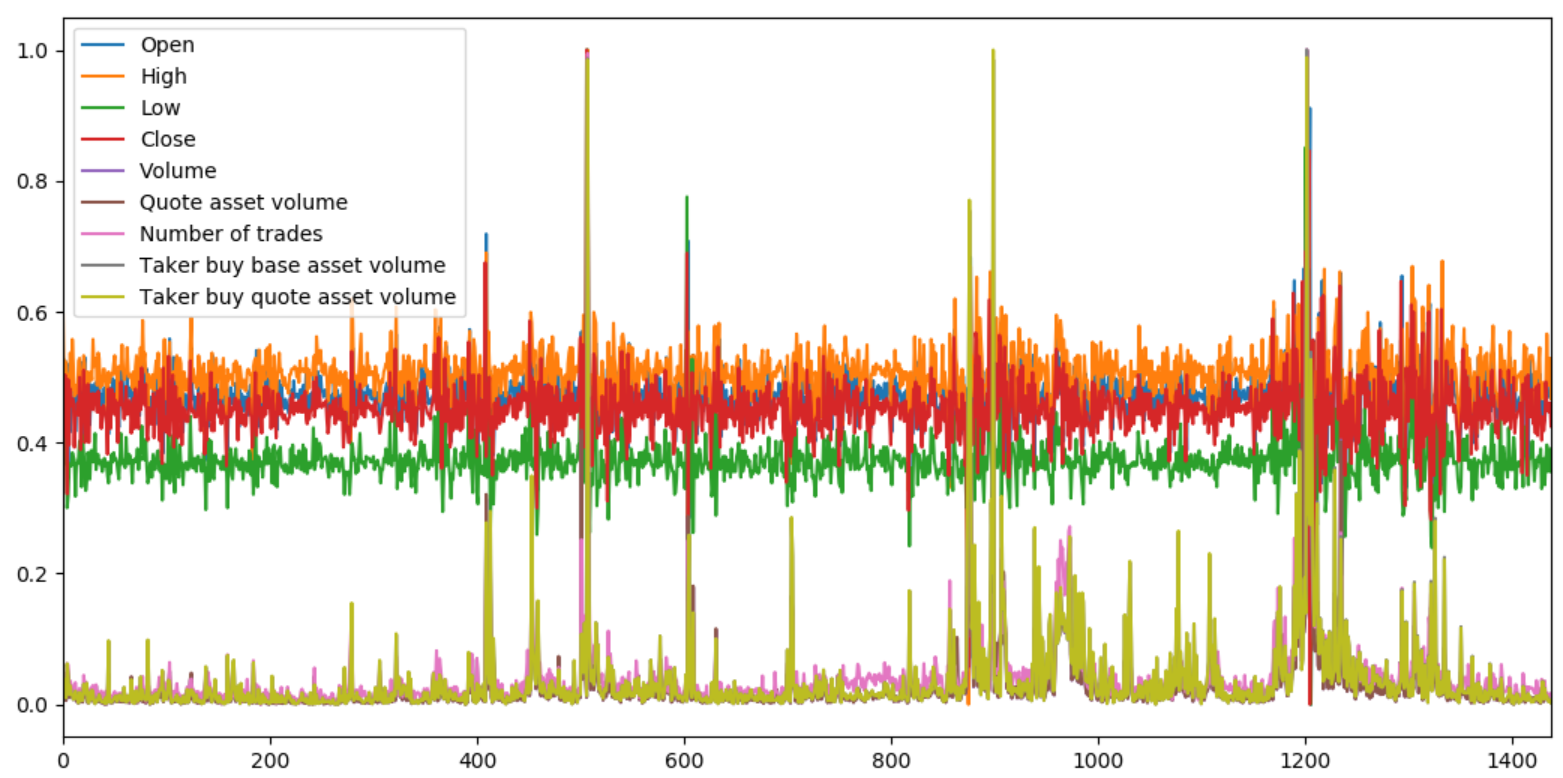 Open
High
Low
Close
Volume
Quote asset volume
Number of trades
Taker buy base asset volume
Taker buy quote asset volume
1.0
0.8
0.6
0.4
0.2
0.0
0 200 400 600 800 1000 1200 1400